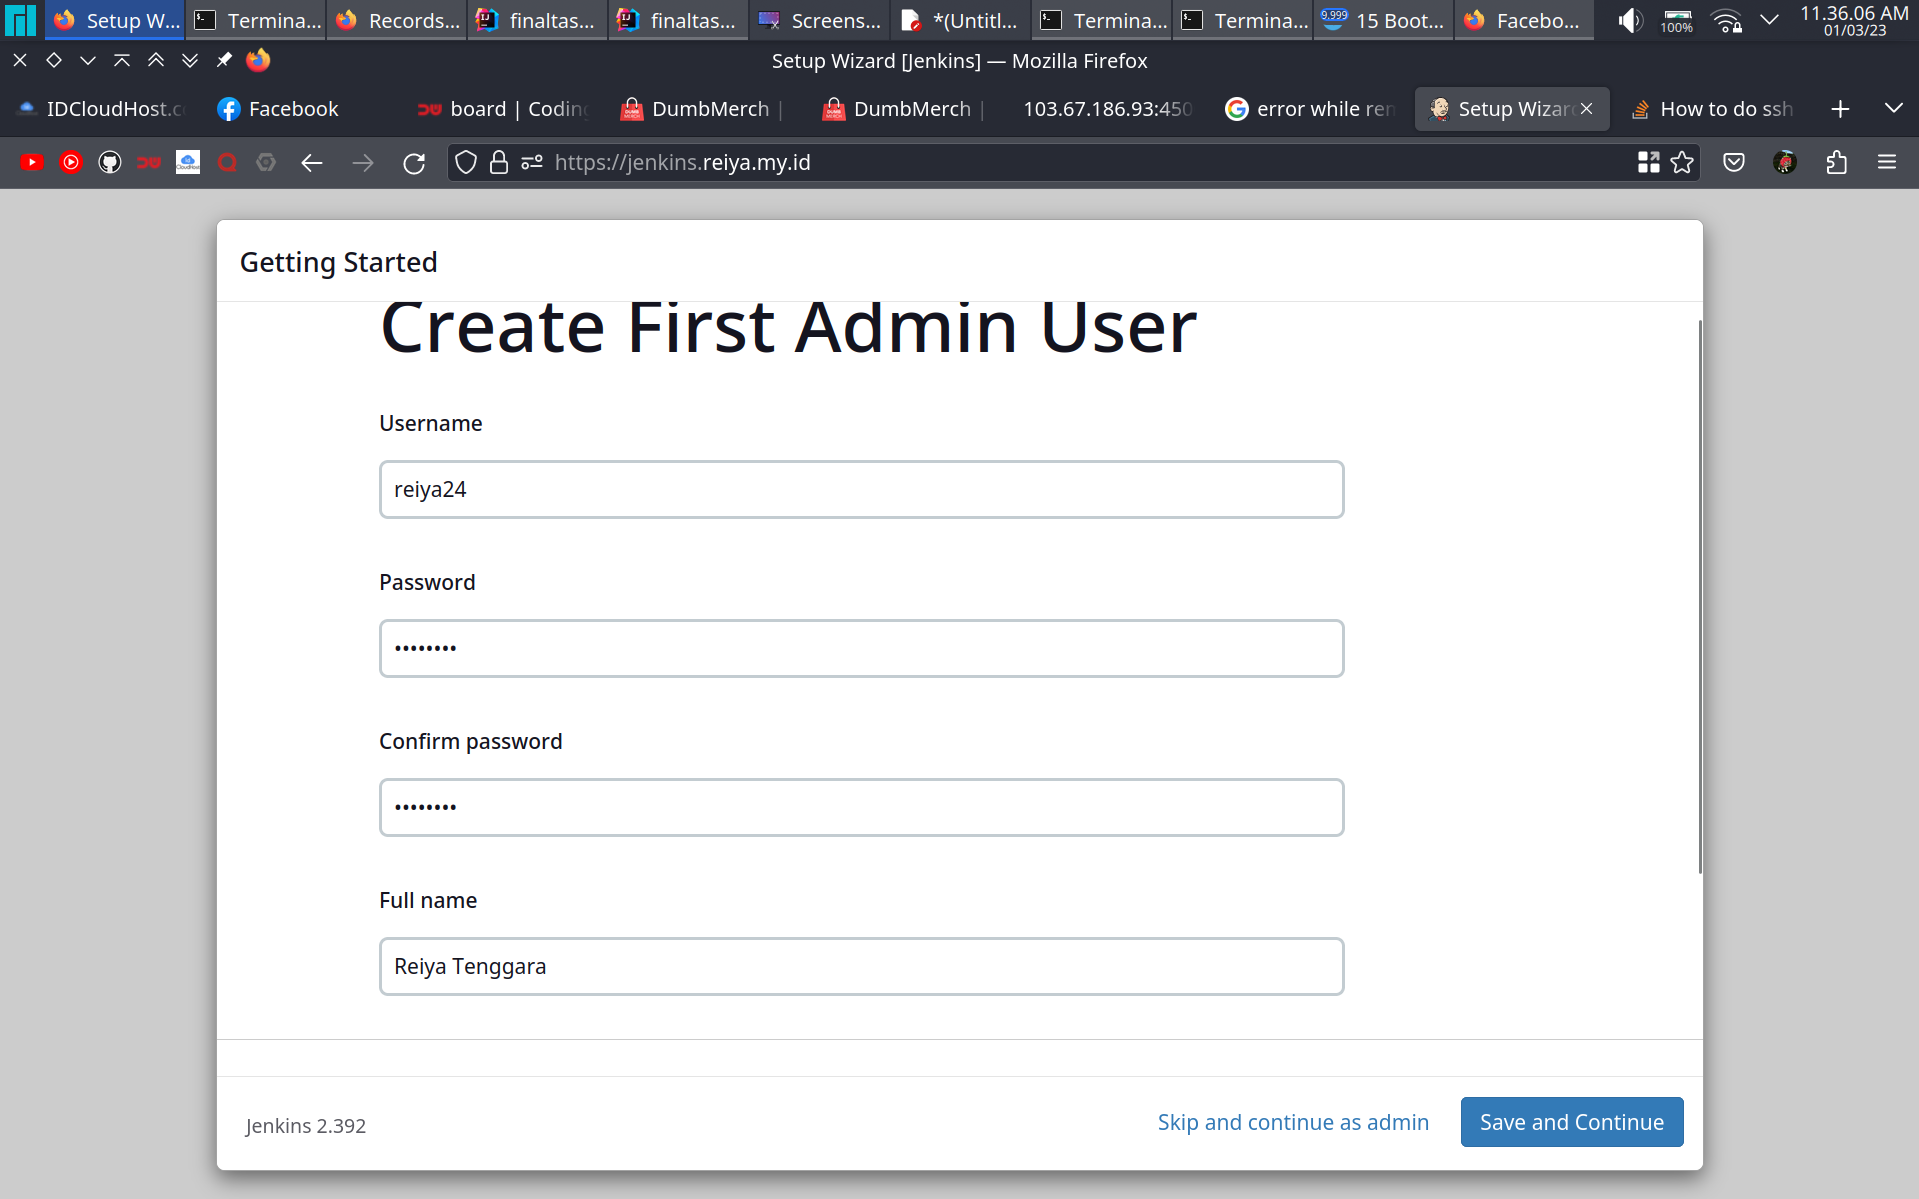 Setup W...
Termina...
Records...
finaltas...
finaltas...
Screens...
*(Untitl...
Termina...
Termina...
9,999
15 Boot...
Facebo...
100%
11.36.06 AM
01/03/23
Setup Wizard [Jenkins] — Mozilla Firefox
IDCloudHost.c
Facebook
board | Coding
DumbMerch |
DumbMerch |
103.67.186.93:450
error while ren
Setup Wizar
How to do ssh
https://jenkins.reiya.my.id
Getting Started
Create First Admin User
Username
reiya24
Password
••••••••
Confirm password
••••••••
Full name
Reiya Tenggara
Jenkins 2.392
Skip and continue as admin
Save and Continue